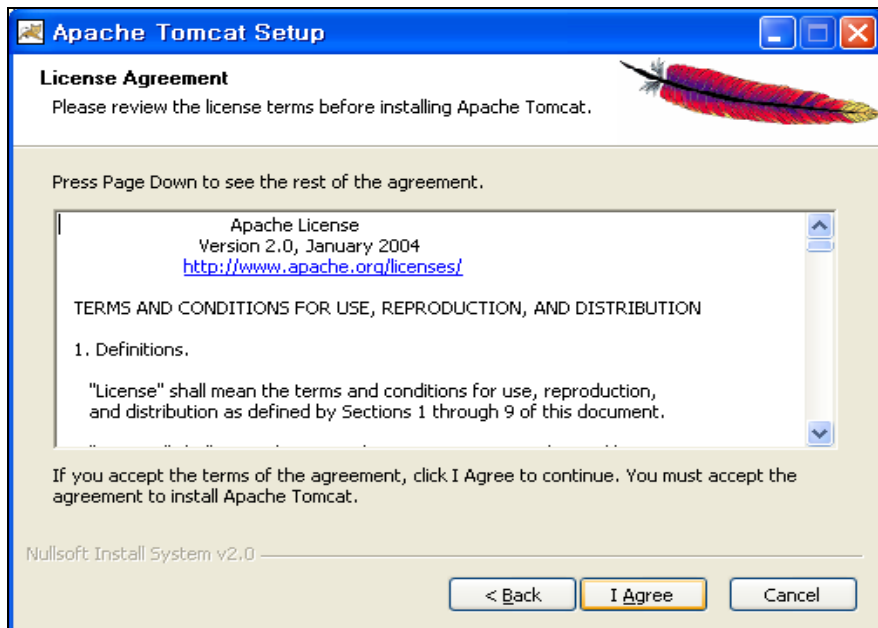 Apache Tomcat Setup
License Agreement
Please review the license terms before installing Apache Tomcat.
Press Page Down to see the rest of the agreement.
Apache License
Version 2.0, January 2004
http://www.apache.org/licenses/
TERMS AND CONDITIONS FOR USE, REPRODUCTION, AND DISTRIBUTION
1. Definitions.
"License" shall mean the terms and conditions for use, reproduction,
and distribution as defined by Sections 1 through 9 of this document.
If you accept the terms of the agreement, click I Agree to continue. You must accept the
agreement to install Apache Tomcat.
Nullsoft Install System v2.0
< Back
I Agree
Cancel